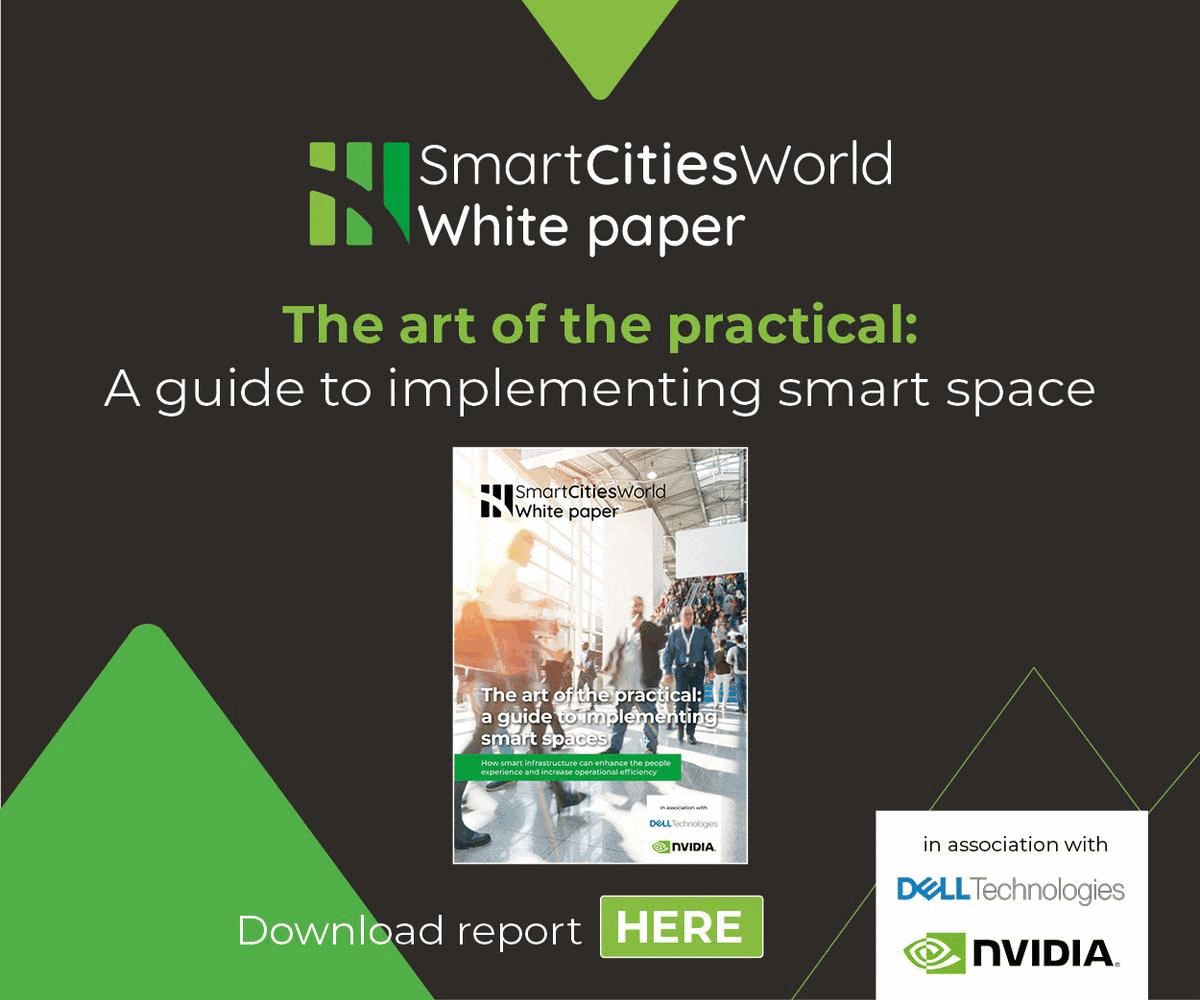 SmartCitiesWorld
White paper
The art of the practical:
A guide to implementing smart space
SmartCitiesWorld
White paper
The art of the practical:
a guide to implementing
smart spaces
How smart infrastructure can enhance the people
experience and increase operational efficiency
in association with
DELLTechnologies
NVIDIA.
Download report HERE
in association with
DELLTechnologies
NVIDIA.